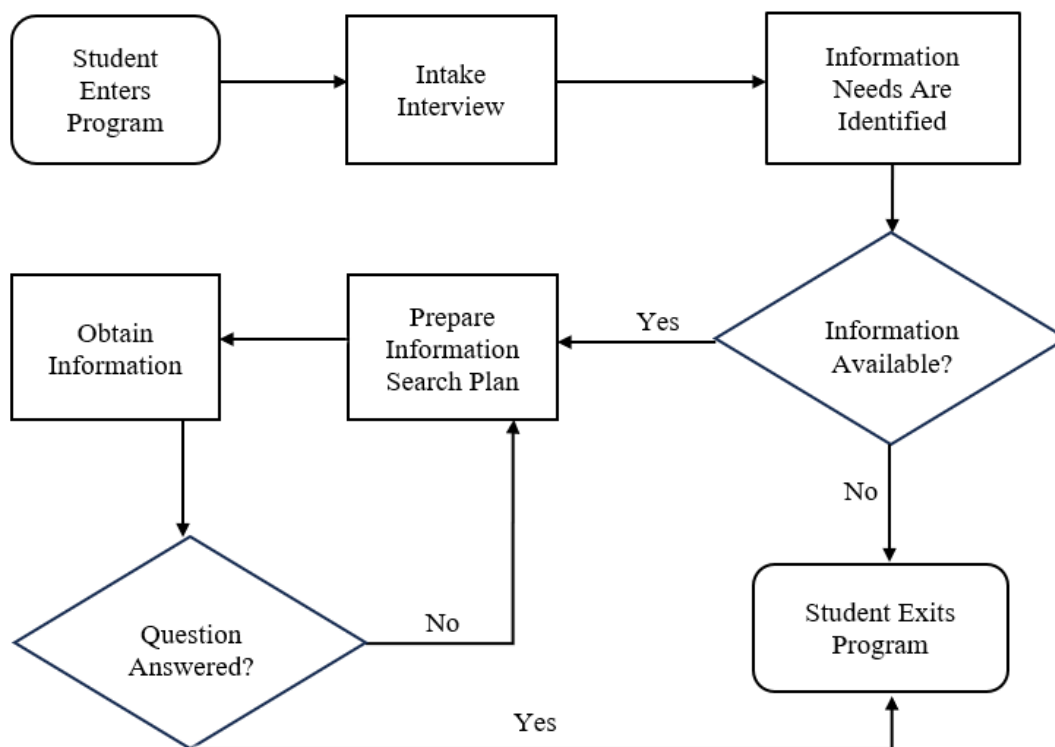 Student
Enters
Program
Intake
Interview
Information
Needs Are
Identified
Information
Available?
Yes
No
Prepare
Information
Search Plan
Obtain
Information
Question
Answered?
No
Yes
Student Exits
Program